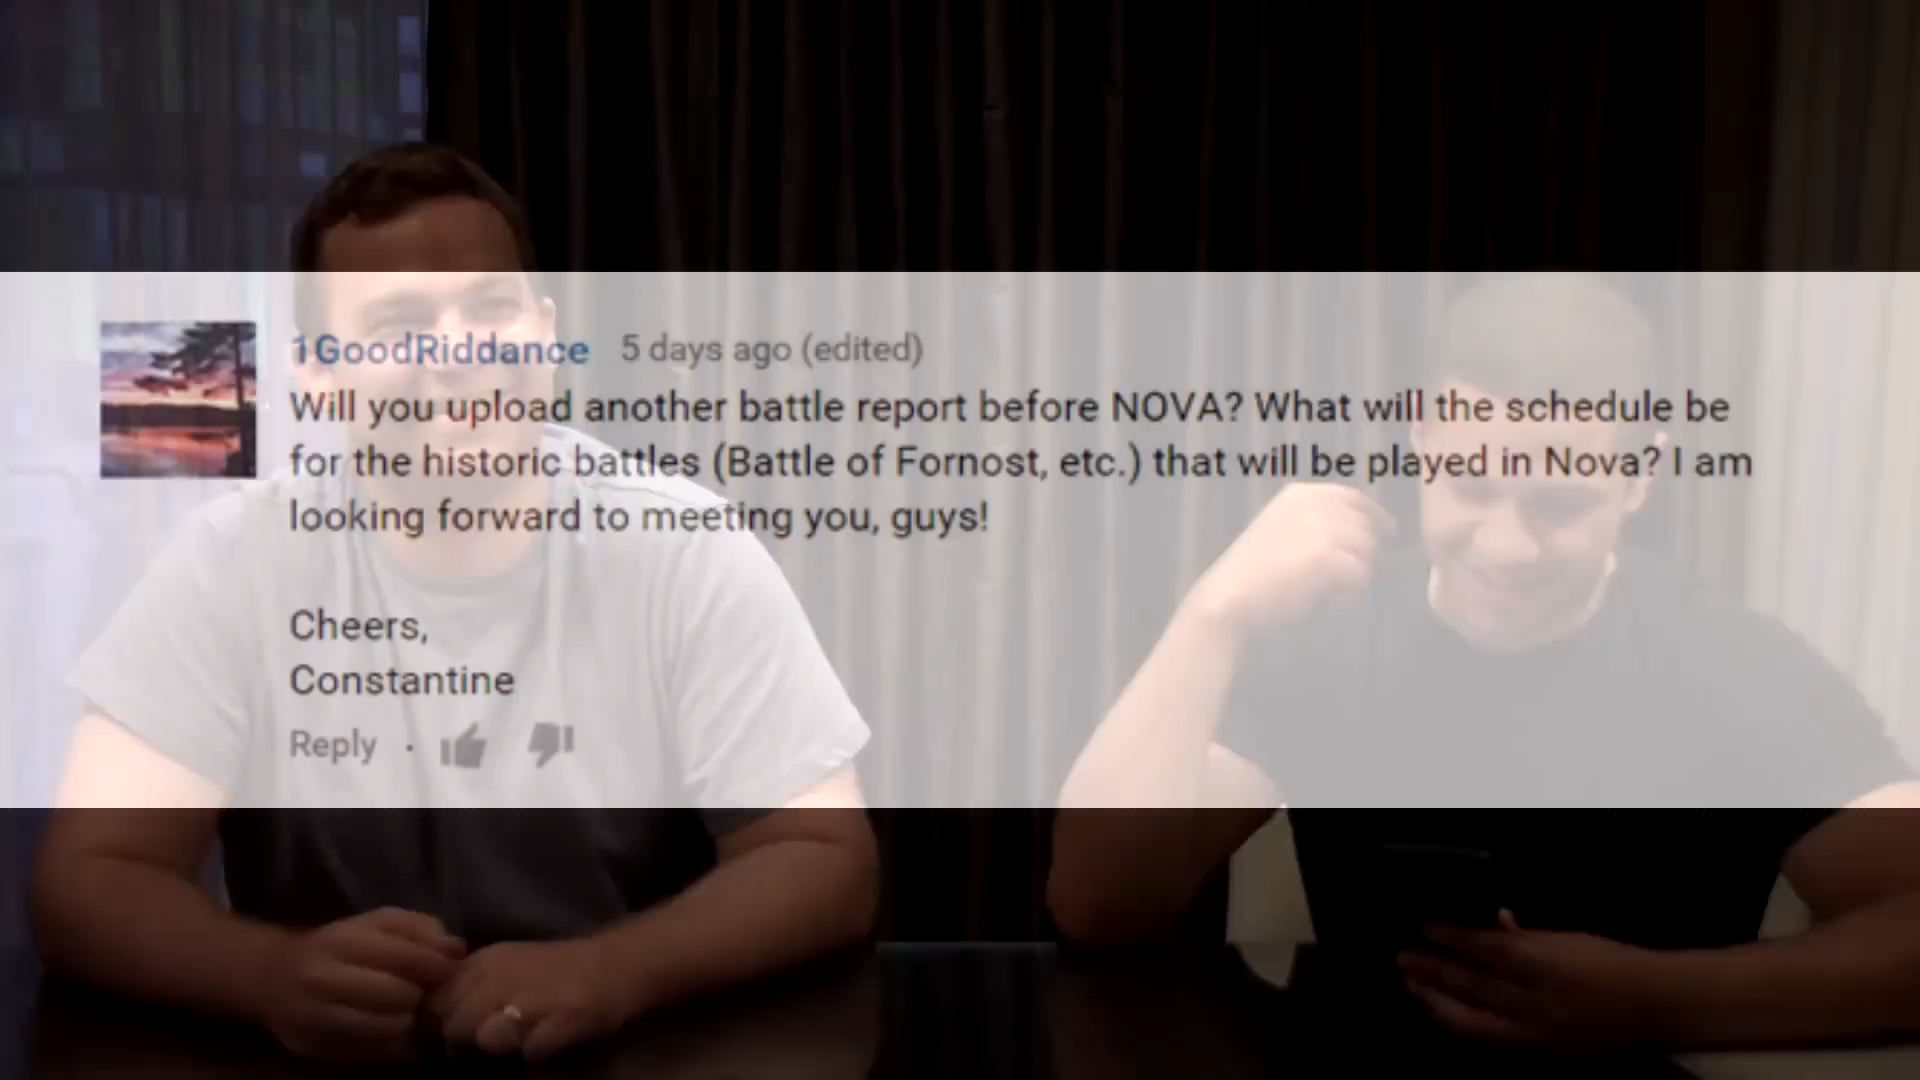 1GoodRiddance 5 days ago (edited)
Will you upload another battle report before NOVA? What will the schedule be
for the historic battles (Battle of Fornost, etc.) that will be played in Nova? I am
looking forward to meeting you, guys!
Cheers,
Constantine
Reply ·